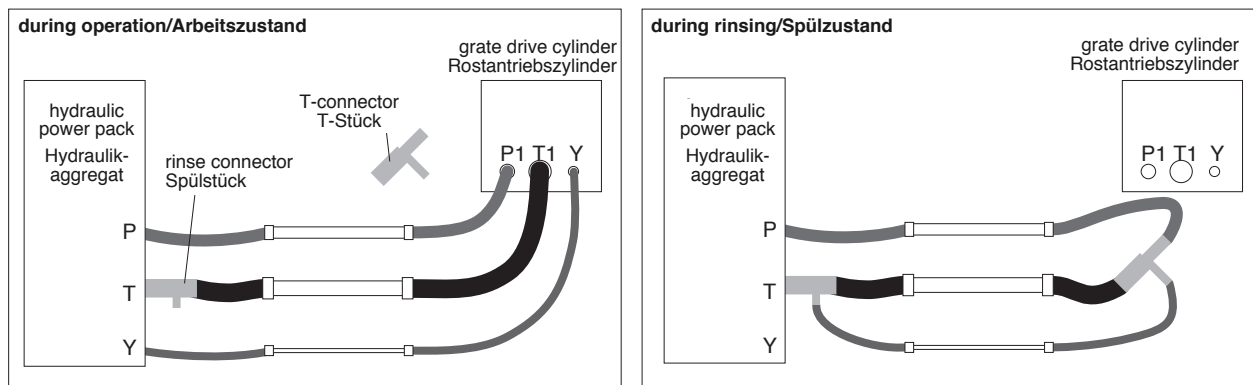 during operation/Arbeitszustand
grate drive cylinder
Rostantriebszylinder
T-connector
T-Stück
hydraulic
power pack
Hydraulik-
aggregat
rinse connector
Spülstück
P1 T1 Y
P
T
Y
during rinsing/Spülzustand
grate drive cylinder
Rostantriebszylinder
hydraulic
power pack
Hydraulik-
aggregat
P1 T1 Y
P
T
Y